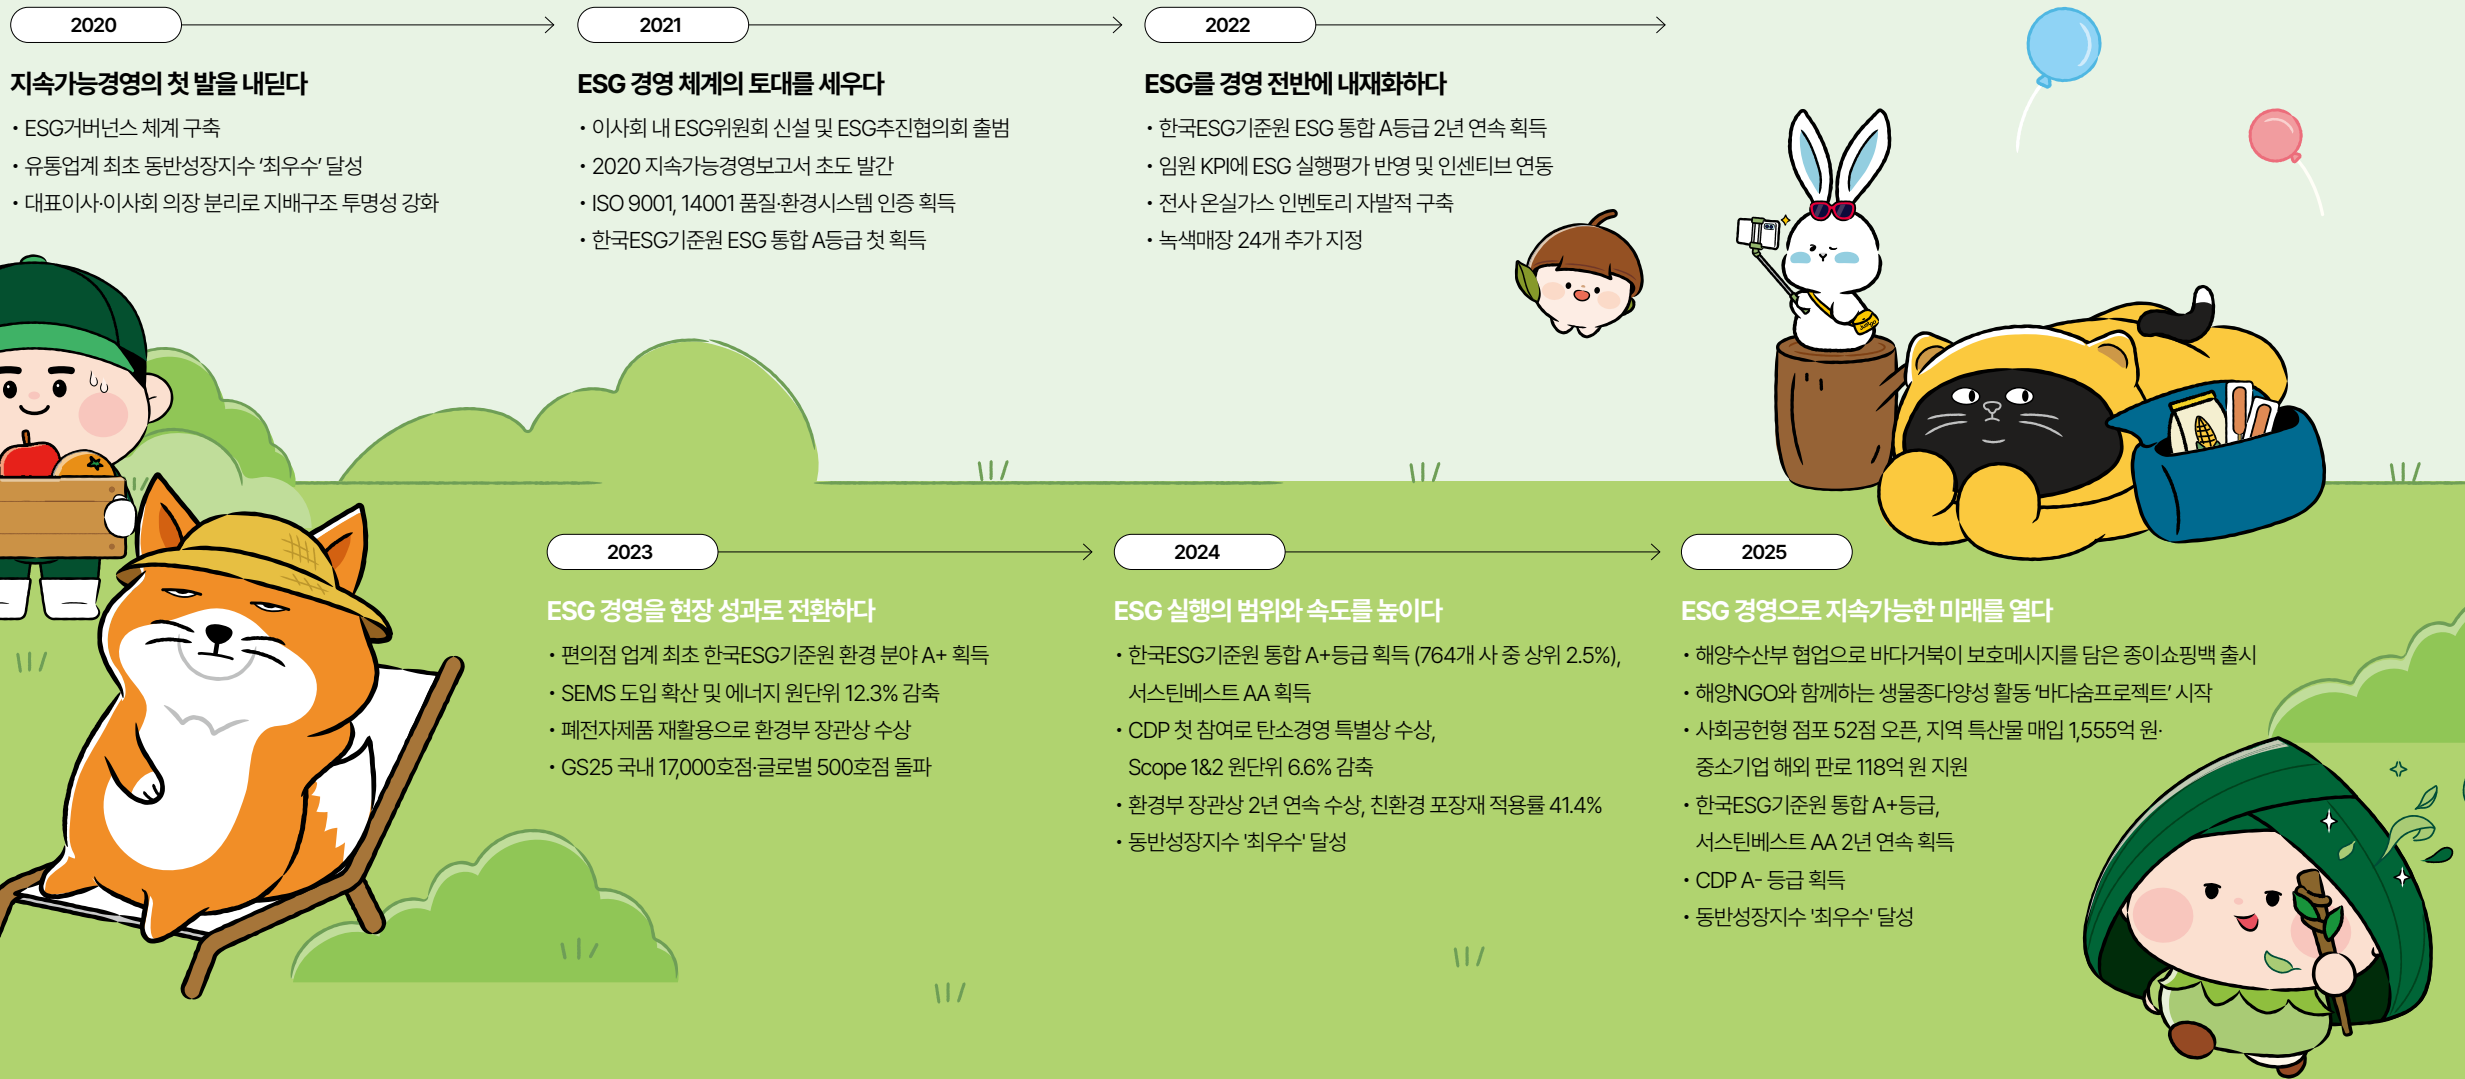 2020
지속가능경영의 첫 발을 내딛다
• ESG거버넌스 체계 구축
• 유통업계 최초 동반성장지수 ‘최우수’ 달성
• 대표이사·이사회 의장 분리로 지배구조 투명성 강화
2021
ESG 경영 체계의 토대를 세우다
• 이사회 내 ESG위원회 신설 및 ESG추진협의회 출범
• 2020 지속가능경영보고서 초도 발간
• ISO 9001, 14001 품질·환경시스템 인증 획득
• 한국ESG기준원 ESG 통합 A등급 첫 획득
2022
ESG를 경영 전반에 내재화하다
• 한국ESG기준원 ESG 통합 A등급 2년 연속 획득
• 임원 KPI에 ESG 실행평가 반영 및 인센티브 연동
• 전사 온실가스 인벤토리 자발적 구축
• 녹색매장 24개 추가 지정
2023
ESG 경영을 현장 성과로 전환하다
• 편의점 업계 최초 한국ESG기준원 환경 분야 A+ 획득
• SEMS 도입 확산 및 에너지 원단위 12.3% 감축
• 폐전자제품 재활용으로 환경부 장관상 수상
• GS25 국내 17,000호점·글로벌 500호점 돌파
2024
ESG 실행의 범위와 속도를 높이다
• 한국ESG기준원 통합 A+등급 획득 (764개 사 중 상위 2.5%),
서스틴베스트 AA 획득
• CDP 첫 참여로 탄소경영 특별상 수상,
Scope 1&2 원단위 6.6% 감축
• 환경부 장관상 2년 연속 수상, 친환경 포장재 적용률 41.4%
• 동반성장지수 '최우수' 달성
2025
ESG 경영으로 지속가능한 미래를 열다
• 해양수산부 협업으로 바다거북이 보호메시지를 담은 종이쇼핑백 출시
• 해양NGO와 함께하는 생물종다양성 활동 ‘바다숨프로젝트’ 시작
• 사회공헌형 점포 52점 오픈, 지역 특산물 매입 1,555억 원·
중소기업 해외 판로 118억 원 지원
• 한국ESG기준원 통합 A+등급,
서스틴베스트 AA 2년 연속 획득
• CDP A- 등급 획득
• 동반성장지수 '최우수' 달성